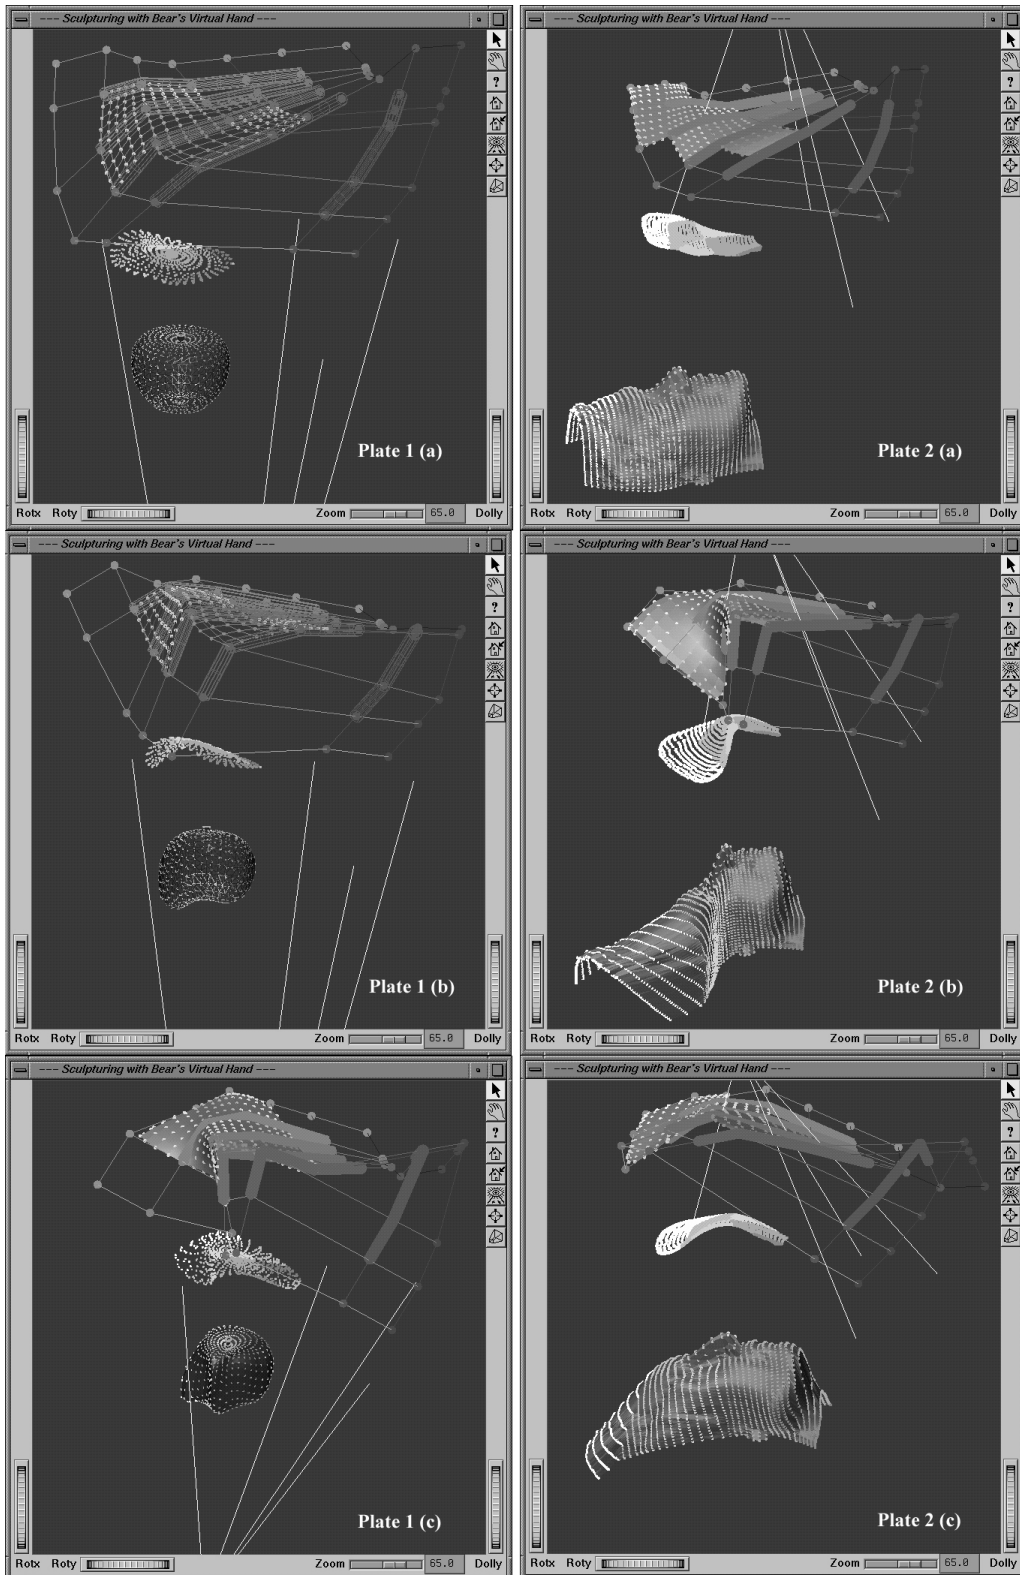 --- Sculpturing with Bear's Virtual Hand ---
?
Plate 1 (a)
Rotx Roty Zoom 65.0 Dolly
--- Sculpturing with Bear's Virtual Hand ---
?
Plate 2 (a)
Rotx Roty Zoom 65.0 Dolly
--- Sculpturing with Bear's Virtual Hand ---
?
Plate 1 (b)
Rotx Roty Zoom 65.0 Dolly
--- Sculpturing with Bear's Virtual Hand ---
?
Plate 2 (b)
Rotx Roty Zoom 65.0 Dolly
--- Sculpturing with Bear's Virtual Hand ---
?
Plate 1 (c)
Rotx Roty Zoom 65.0 Dolly
--- Sculpturing with Bear's Virtual Hand ---
?
Plate 2 (c)
Rotx Roty Zoom 65.0 Dolly